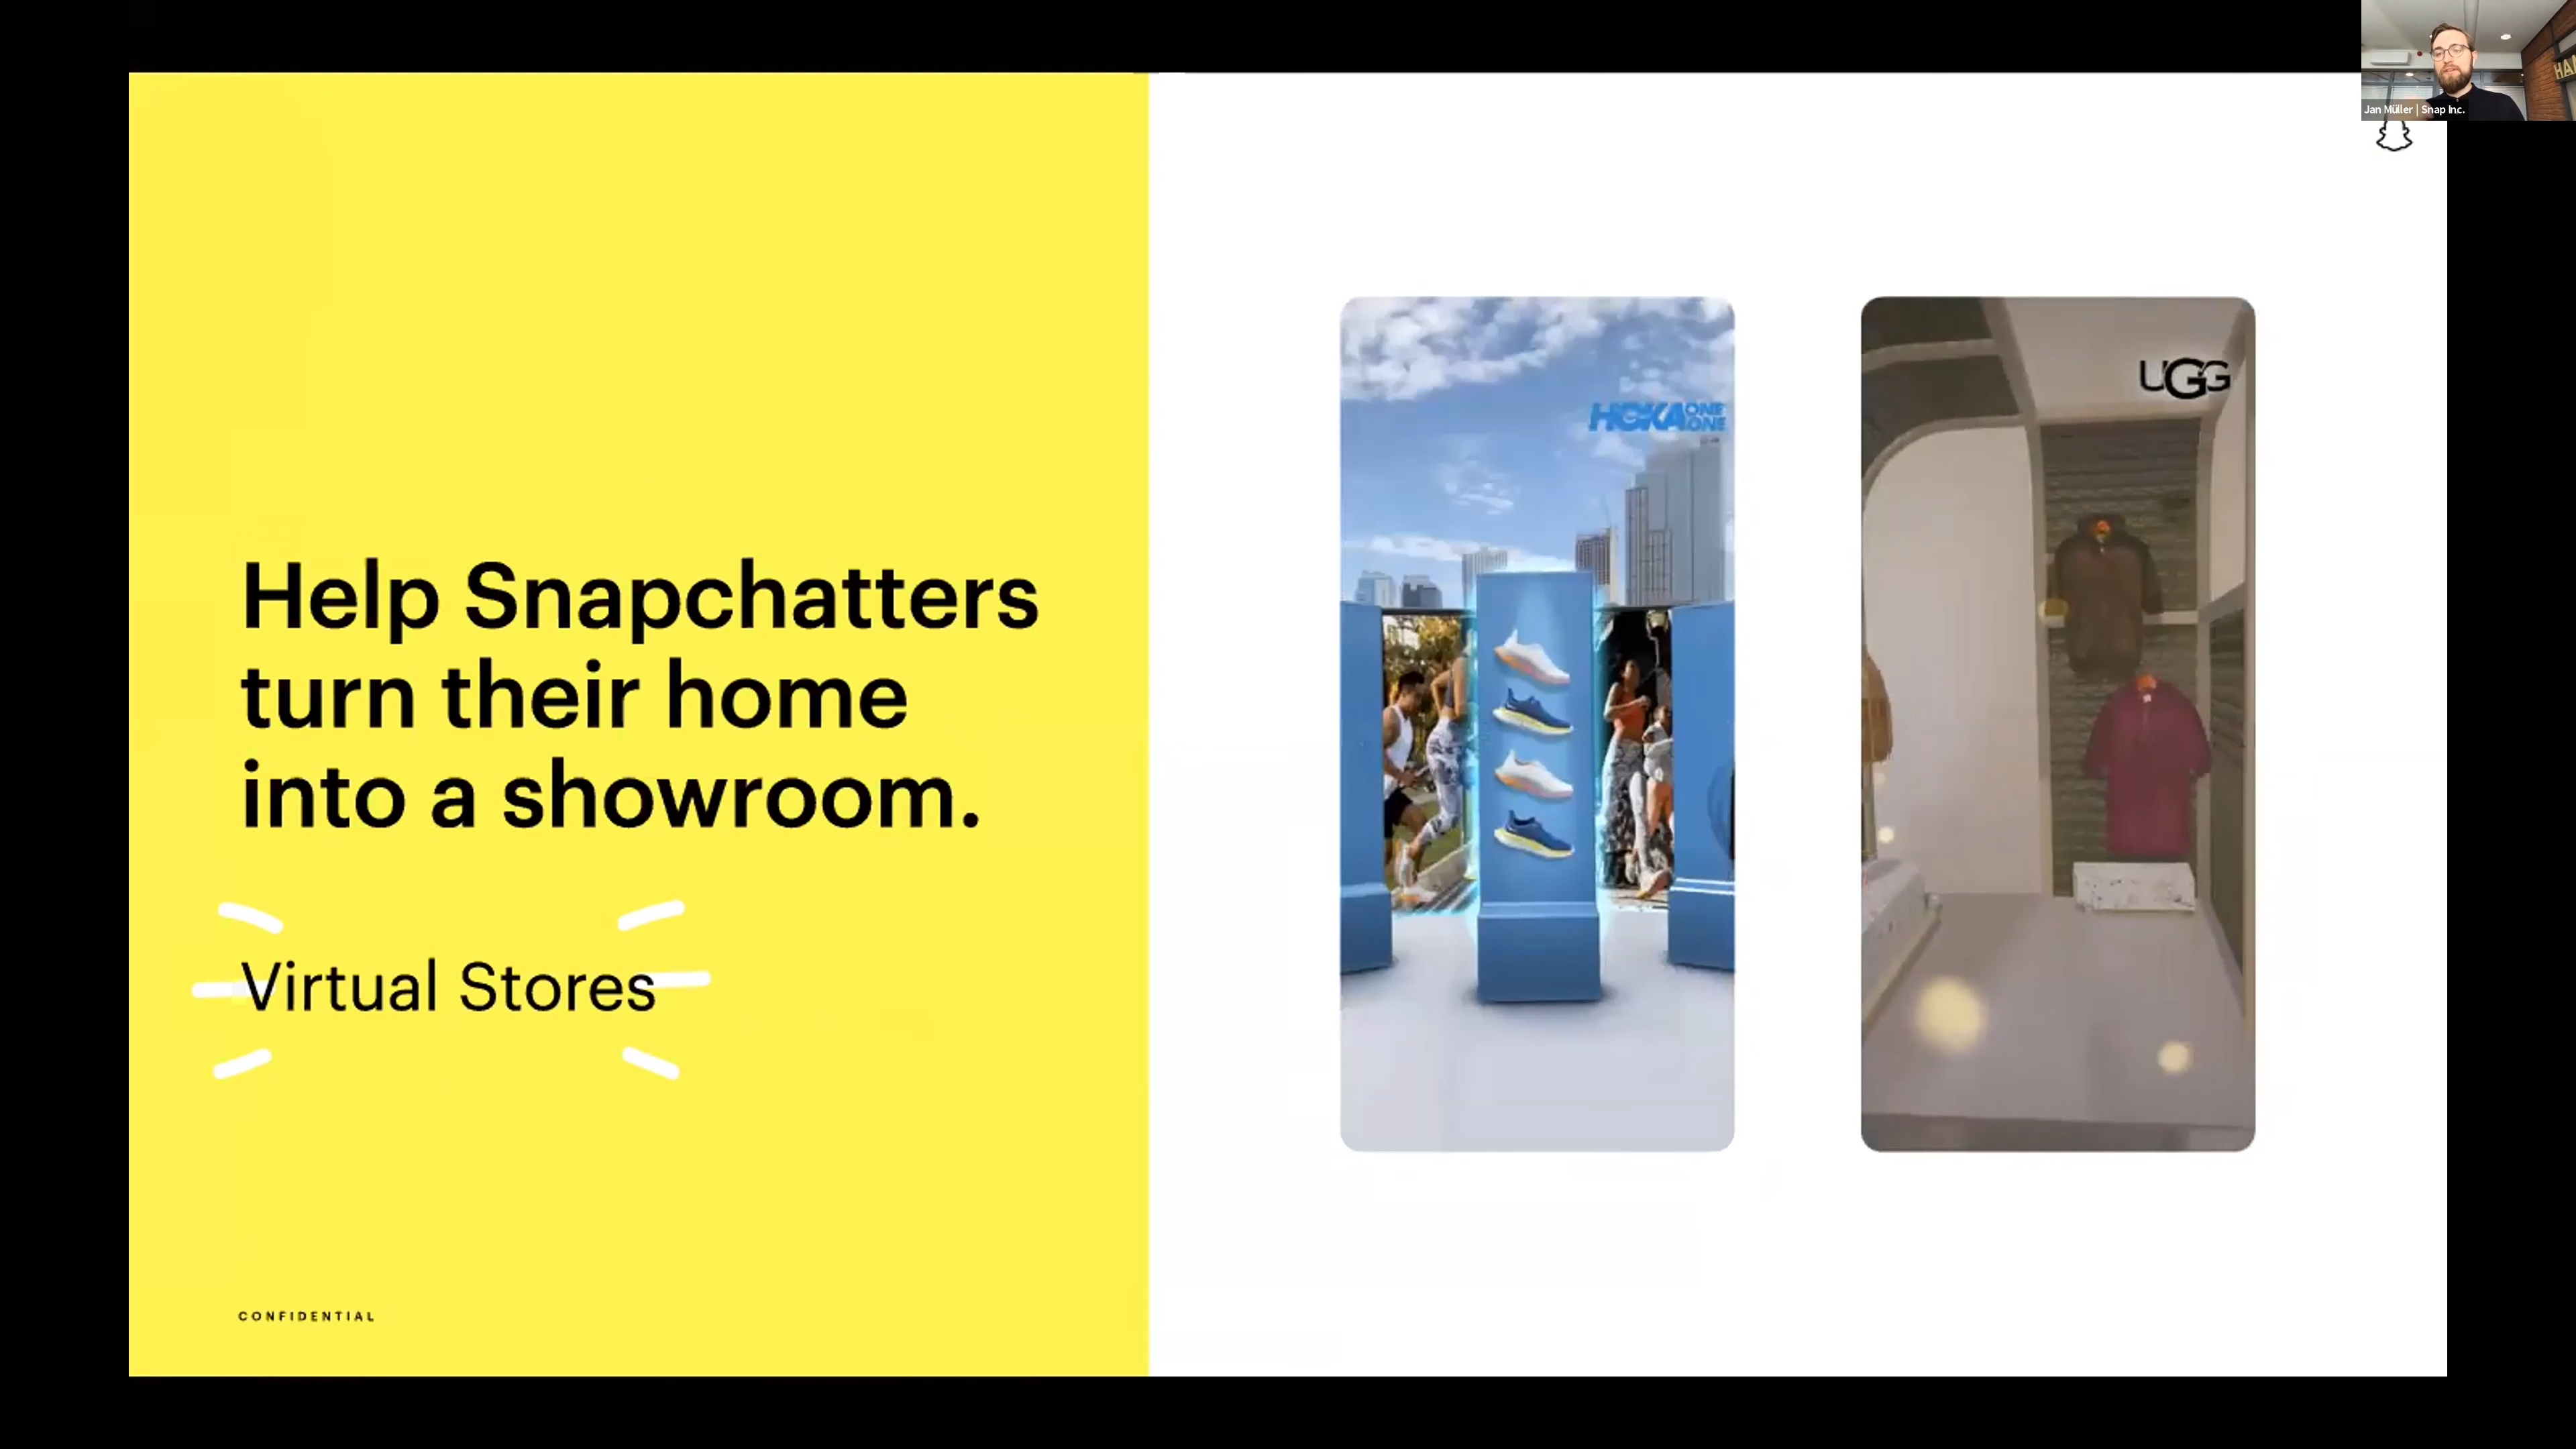 Jan Müller | Snap Inc.
Help Snapchatters
turn their home
into a showroom.
Virtual Stores
CONFIDENTIAL
HOKA ONE ONE
UGG